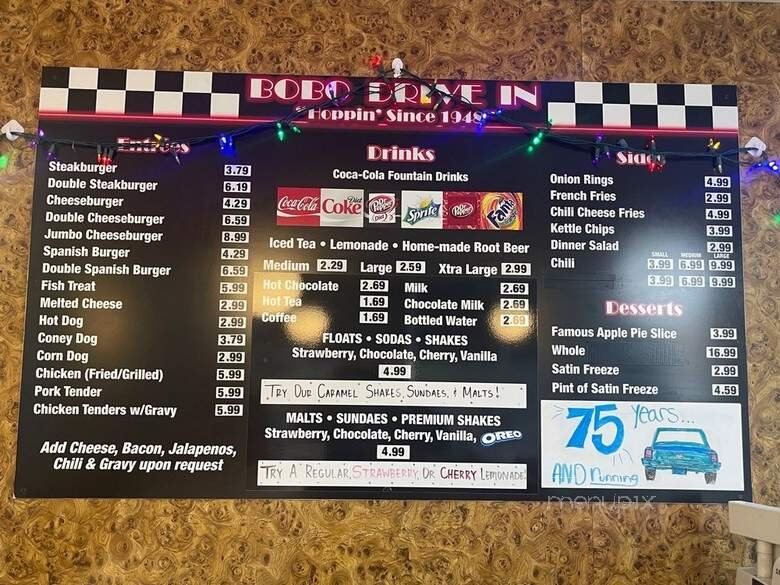 BOBO DRIVE IN
"Hoppin' Since 1948"
Entrées
Steakburger 3.79
Double Steakburger 6.19
Cheeseburger 4.29
Double Cheeseburger 6.59
Jumbo Cheeseburger 8.99
Spanish Burger 4.29
Double Spanish Burger 6.59
Fish Treat 5.99
Melted Cheese 2.99
Hot Dog 2.99
Coney Dog 3.79
Corn Dog 2.99
Chicken (Fried/Grilled) 5.99
Pork Tender 5.99
Chicken Tenders w/Gravy 5.99
Add Cheese, Bacon, Jalapenos,
Chili & Gravy upon request
Drinks
Coca-Cola Fountain Drinks
Coca-Cola Diet Coke Diet Dr Pepper Sprite Dr Pepper Fanta
Iced Tea • Lemonade • Home-made Root Beer
Medium 2.29 Large 2.59 Xtra Large 2.99
Hot Chocolate 2.69 Milk 2.69
Hot Tea 1.69 Chocolate Milk 2.69
Coffee 1.69 Bottled Water 2.69
FLOATS • SODAS • SHAKES
Strawberry, Chocolate, Cherry, Vanilla
4.99
TRY OUR CARAMEL SHAKES, SUNDAES, & MALTS!
MALTS • SUNDAES • PREMIUM SHAKES
Strawberry, Chocolate, Cherry, Vanilla, OREO
4.99
TRY A REGULAR, STRAWBERRY, OR CHERRY LEMONADE
Sides
Onion Rings 4.99
French Fries 2.99
Chili Cheese Fries 4.99
Kettle Chips 3.99
Dinner Salad 2.99
SMALL MEDIUM LARGE
Chili 3.99 6.99 9.99
3.99 6.99 9.99
Desserts
Famous Apple Pie Slice 3.99
Whole 16.99
Satin Freeze 2.99
Pint of Satin Freeze 4.59
75 years...
AND running
menupix